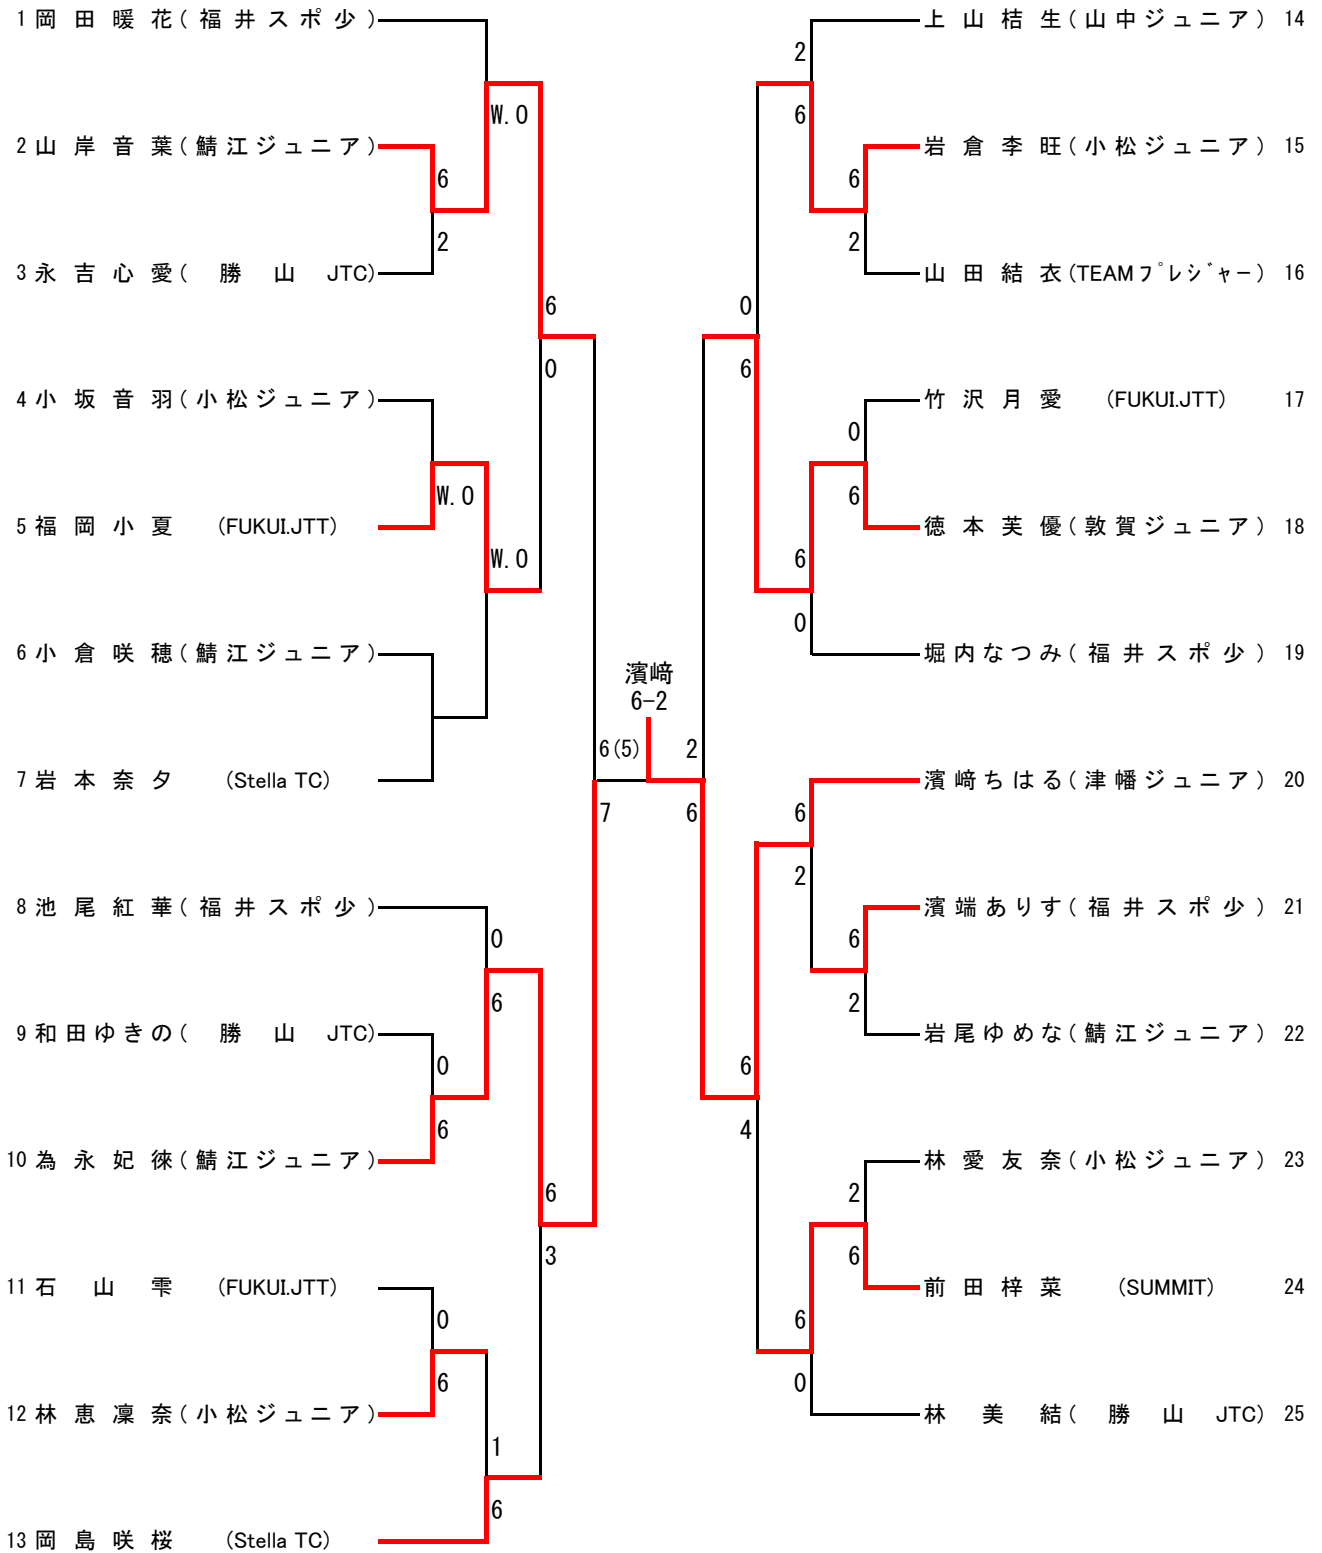 1 岡田暖花(福井スポ少)
W.0
2 山岸音葉(鯖江ジュニア)
6
2
3 永吉心愛(勝山 JTC)
6
0
4 小坂音羽(小松ジュニア)
W.0
5 福岡小夏 (FUKUI.JTT)
W.0
6 小倉咲穂(鯖江ジュニア)
7 岩本奈夕 (Stella TC)
6(5)
7
8 池尾紅華(福井スポ少)
0
6
9 和田ゆきの(勝山 JTC)
0
6
10 為永妃徠(鯖江ジュニア)
6
3
11 石山雫 (FUKUI.JTT)
0
6
12 林恵凜奈(小松ジュニア)
1
6
13 岡島咲桜 (Stella TC)
濱﨑
6-2
上山桔生(山中ジュニア) 14
2
6
岩倉李旺(小松ジュニア) 15
6
2
山田結衣(TEAMプレジャー) 16
0
6
竹沢月愛 (FUKUI.JTT) 17
0
6
徳本芙優(敦賀ジュニア) 18
6
0
堀内なつみ(福井スポ少) 19
2
6
濱﨑ちはる(津幡ジュニア) 20
6
2
濱端ありす(福井スポ少) 21
6
2
岩尾ゆめな(鯖江ジュニア) 22
6
4
林愛友奈(小松ジュニア) 23
2
6
前田梓菜 (SUMMIT) 24
6
0
林美結(勝山 JTC) 25